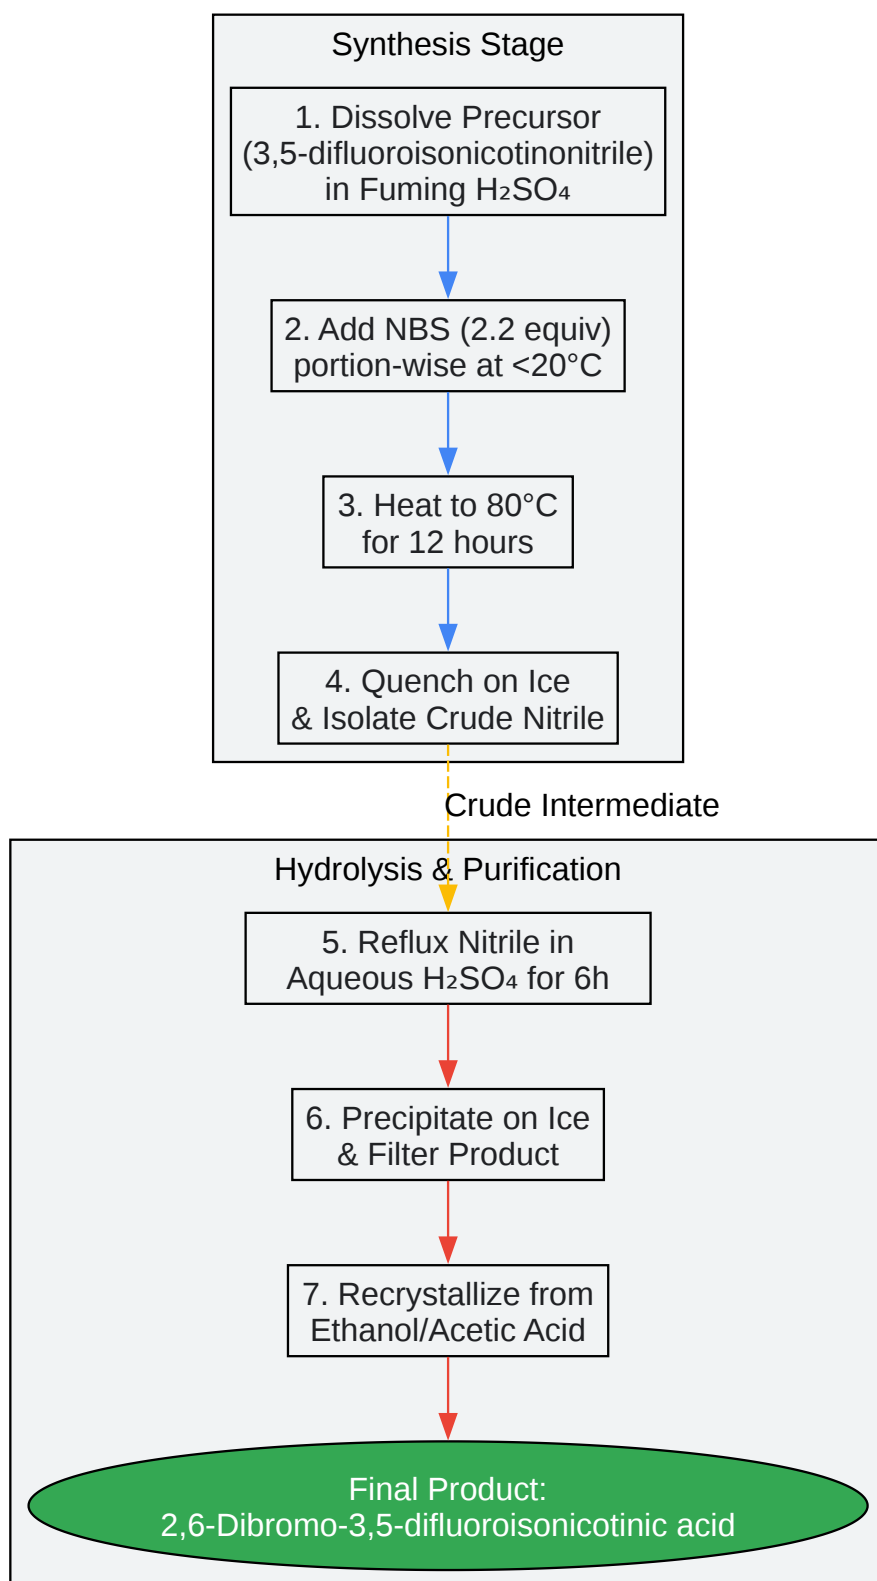 Synthesis Stage
1. Dissolve Precursor
(3,5-difluoroisonicotinonitrile)
in Fuming H₂SO₄
2. Add NBS (2.2 equiv)
portion-wise at <20°C
3. Heat to 80°C
for 12 hours
4. Quench on Ice
& Isolate Crude Nitrile
Crude Intermediate
Hydrolysis & Purification
5. Reflux Nitrile in
Aqueous H₂SO₄ for 6h
6. Precipitate on Ice
& Filter Product
7. Recrystallize from
Ethanol/Acetic Acid
Final Product:
2,6-Dibromo-3,5-difluoroisonicotinic acid